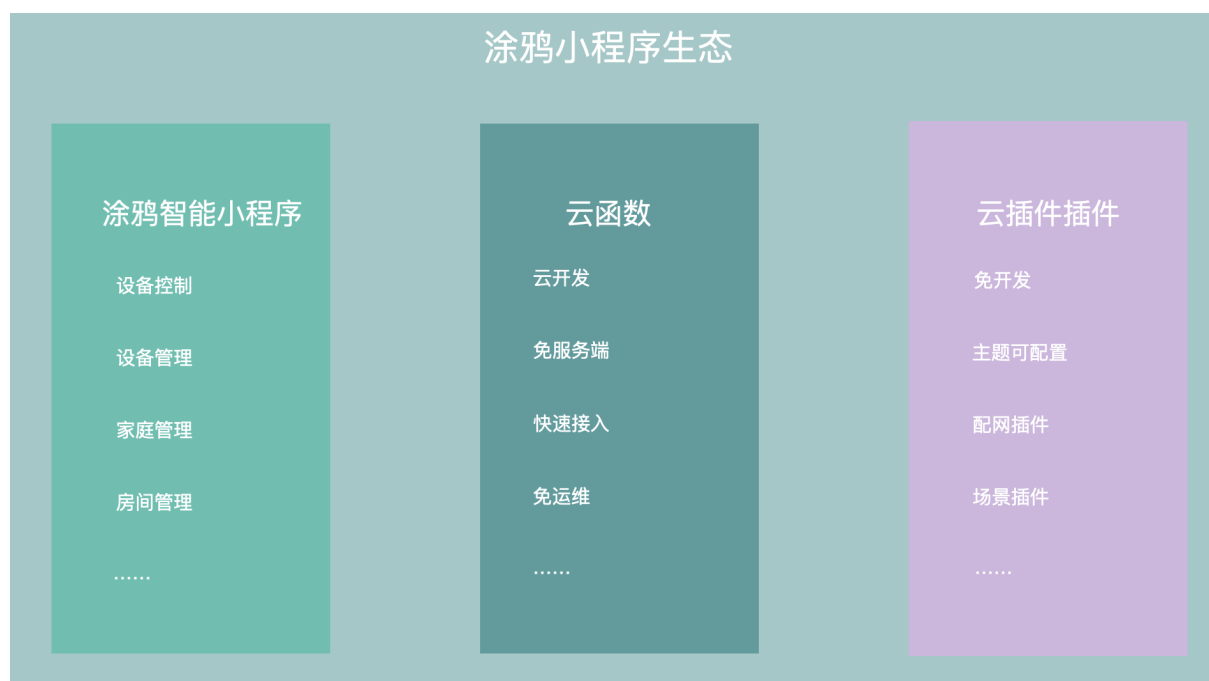 涂鸦小程序生态
涂鸦智能小程序
设备控制
设备管理
家庭管理
房间管理
......
云函数
云开发
免服务端
快速接入
免运维
......
云插件插件
免开发
主题可配置
配网插件
场景插件
......